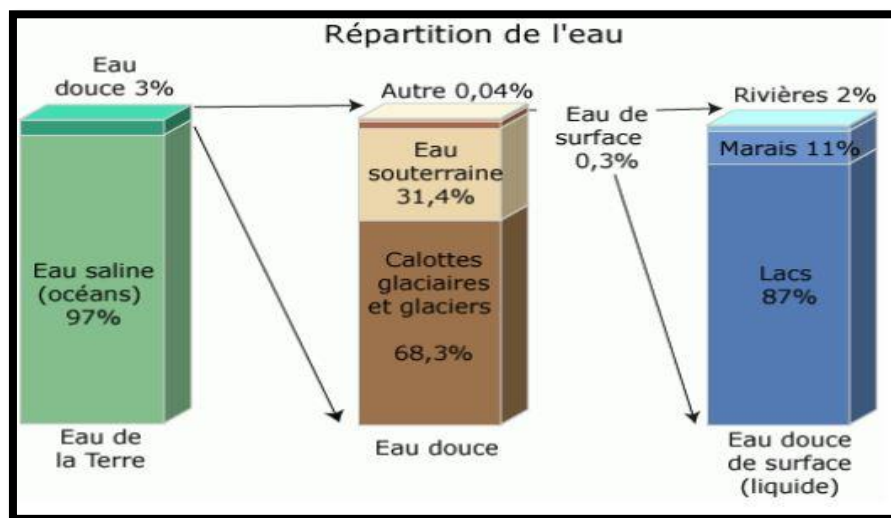 Répartition de l'eau
Eau
douce 3%
Eau saline
(océans)
97%
Eau de
la Terre
Autre 0,04%
Eau
souterraine
31,4%
Calottes
glaciaires
et glaciers
68,3%
Eau douce
Eau de
surface
0,3%
Rivières 2%
Marais 11%
Lacs
87%
Eau douce
de surface
(liquide)